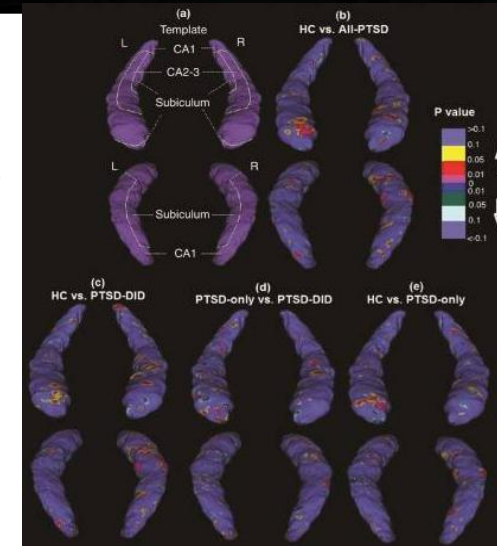 (a)
Template
L
R
CA1
CA2-3
Subiculum
L
R
Subiculum
CA1
(b)
HC vs. All-PTSD
P value
>0.1
0.1
0.05
0.01
0
0.01
0.05
0.1
<-0.1
(c)
HC vs. PTSD-DID
(d)
PTSD-only vs. PTSD-DID
(e)
HC vs. PTSD-only